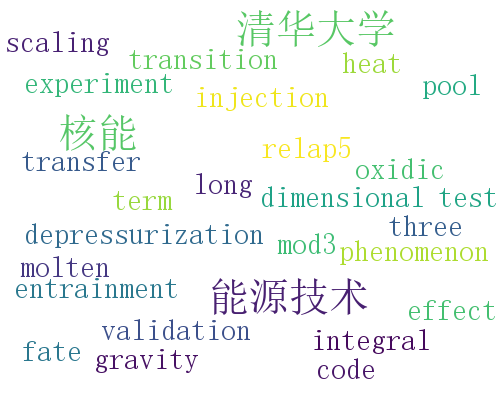 清华大学
scaling
transition
heat
experiment
injection
pool
核能
relap5
transfer
oxidic
long
term
dimensional test
three
depressurization
mod3
phenomenon
molten
entrainment
能源技术
effect
validation
integral
fate
gravity
code